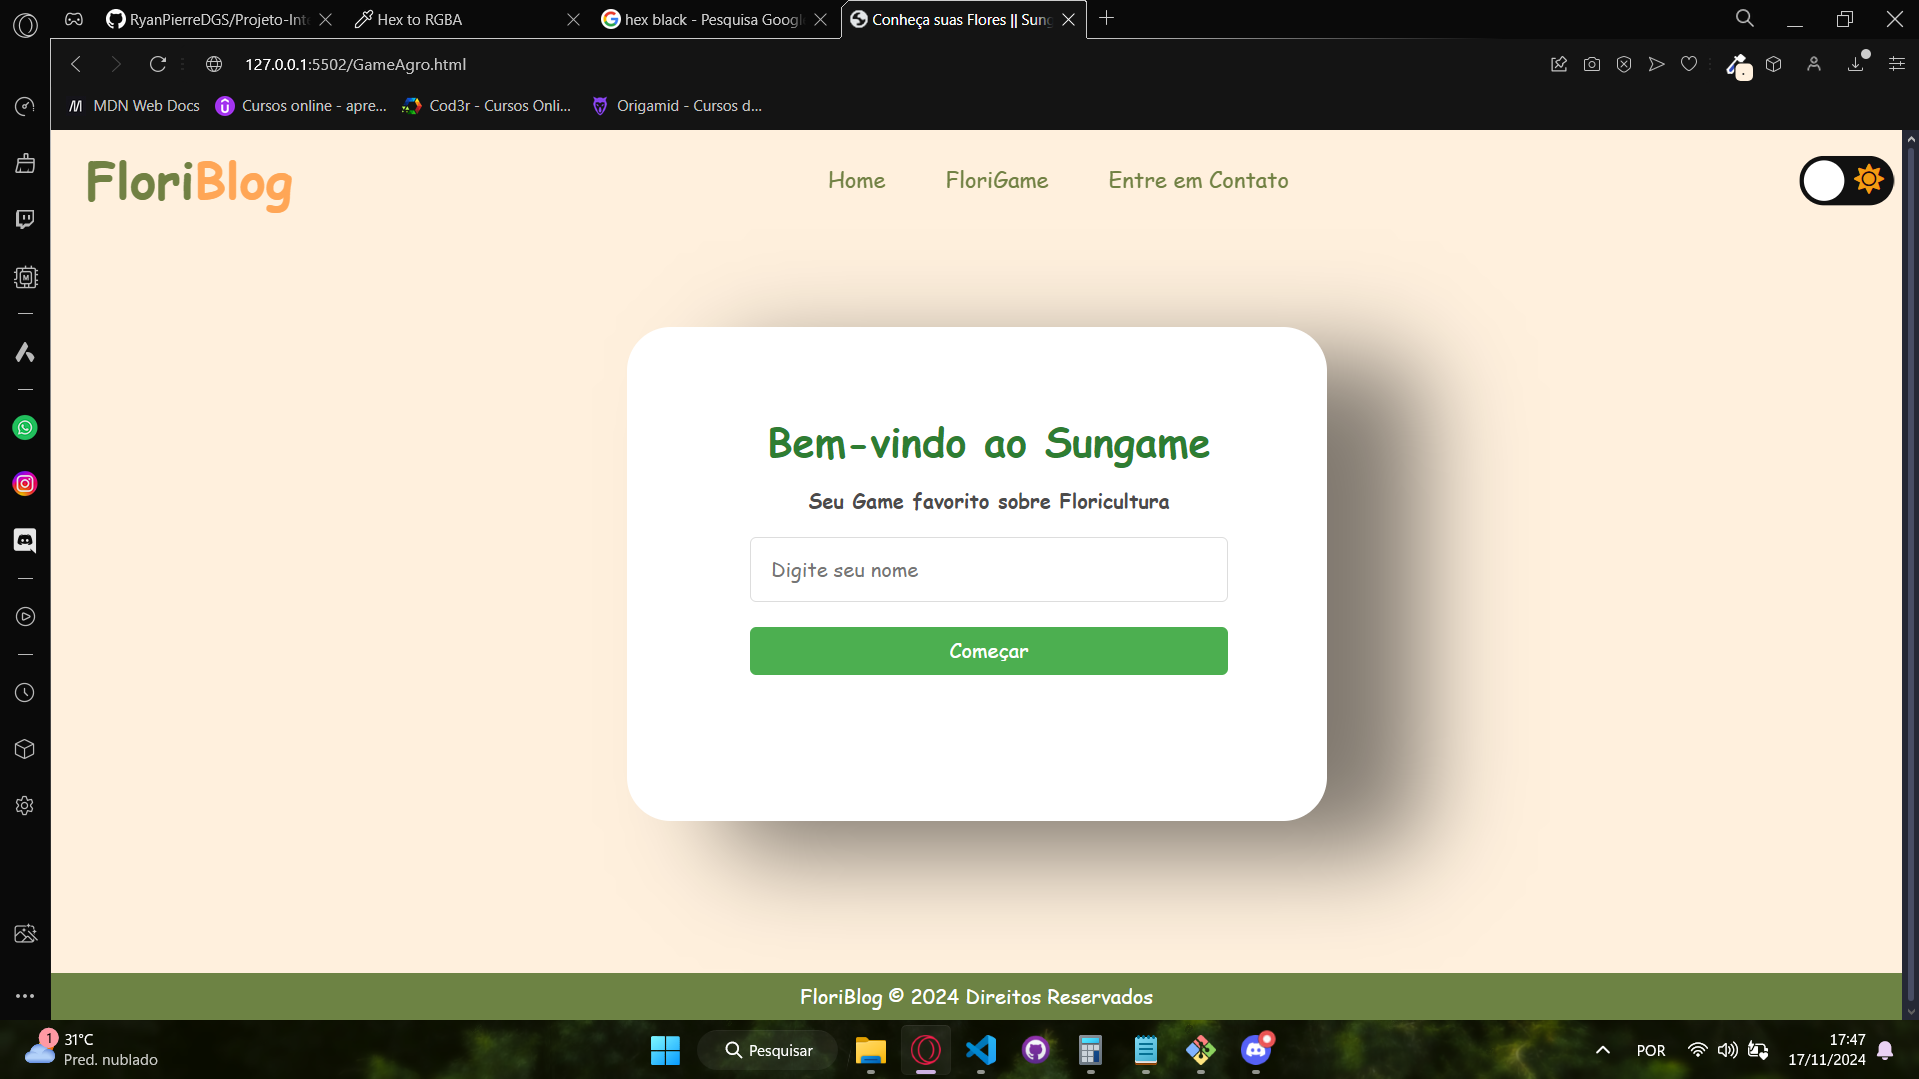 RyanPierreDGS/Projeto-Inte
Hex to RGBA
hex black - Pesquisa Googl
Conheça suas Flores || Sung
127.0.0.1:5502/GameAgro.html
MDN Web Docs
Cursos online - apre...
Cod3r - Cursos Onli...
Origamid - Cursos d...
FloriBlog
Home
FloriGame
Entre em Contato
Bem-vindo ao Sungame
Seu Game favorito sobre Floricultura
Digite seu nome
Começar
FloriBlog © 2024 Direitos Reservados
1
31°C
Pred. nublado
Pesquisar
POR
17:47
17/11/2024